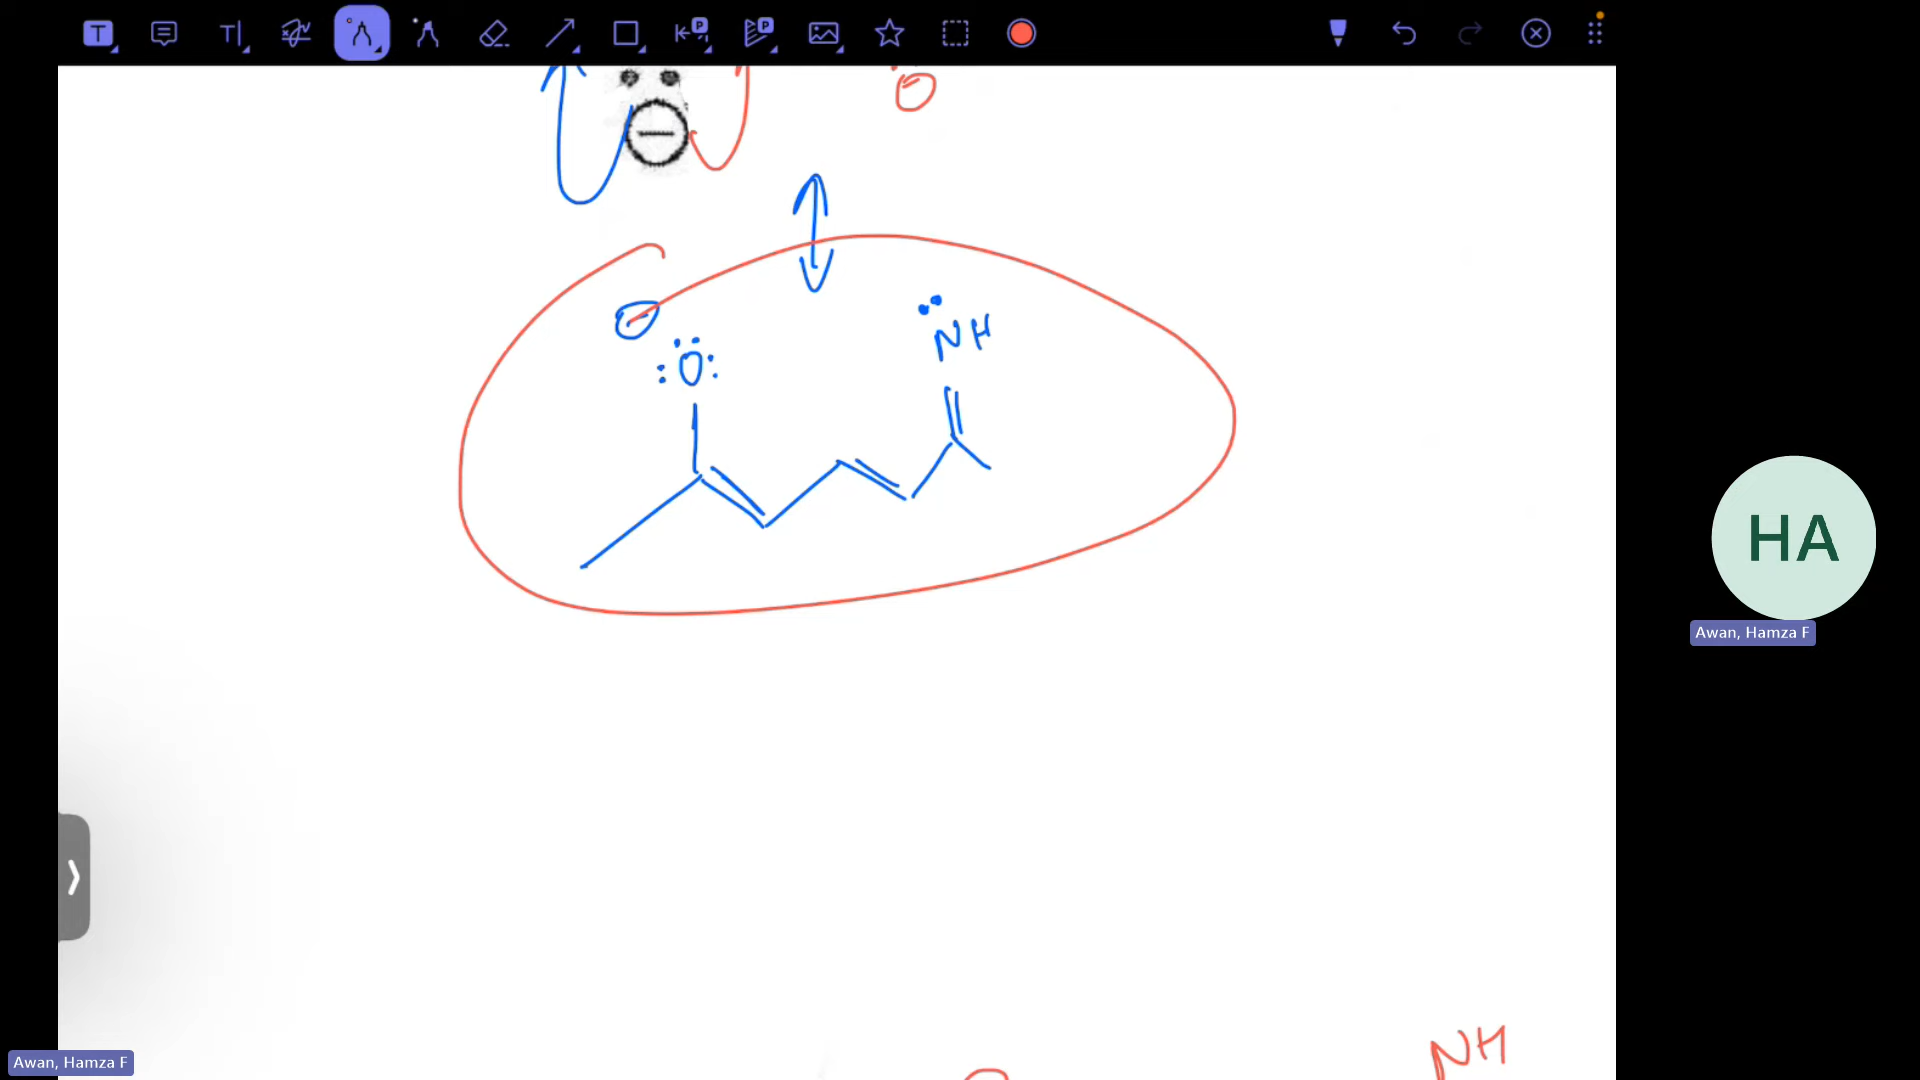 T T| P P
:O: NH
HA
Awan, Hamza F
Awan, Hamza F
NH